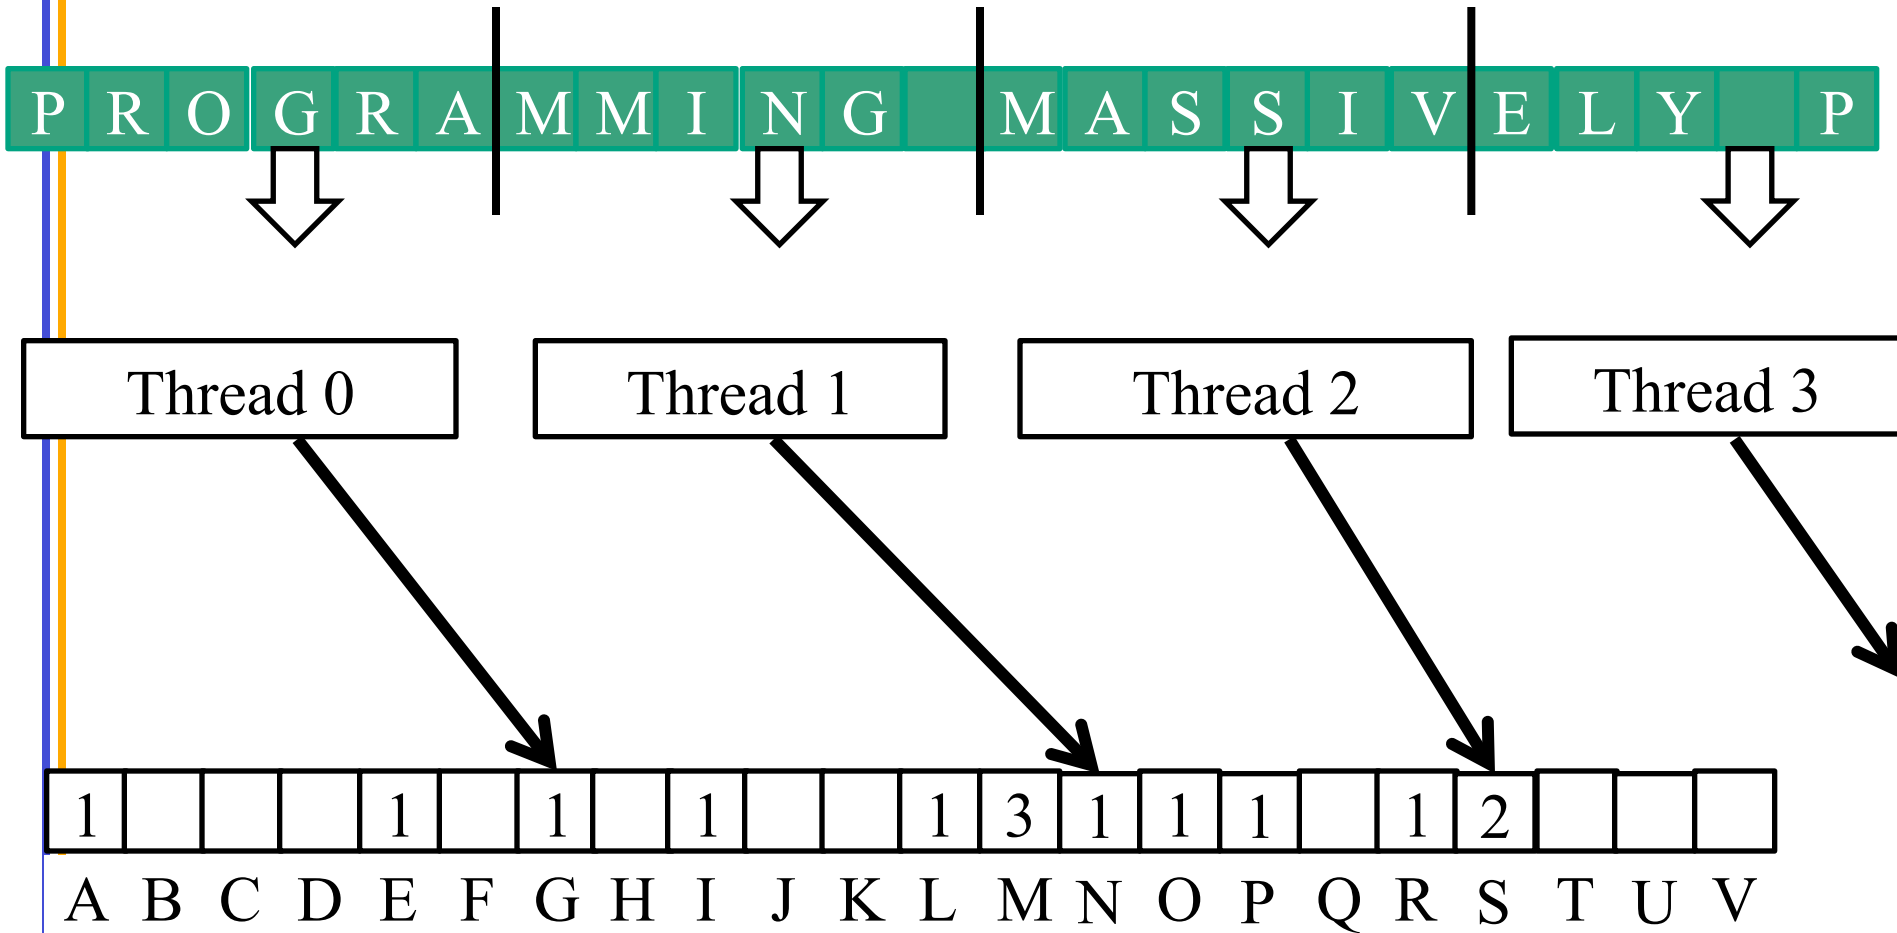 P R O G R A M M I N G M A S S I V E L Y P
Thread 0 Thread 1 Thread 2 Thread 3
1 1 1 1 1 3 1 1 1 1 2
A B C D E F G H I J K L M N O P Q R S T U V